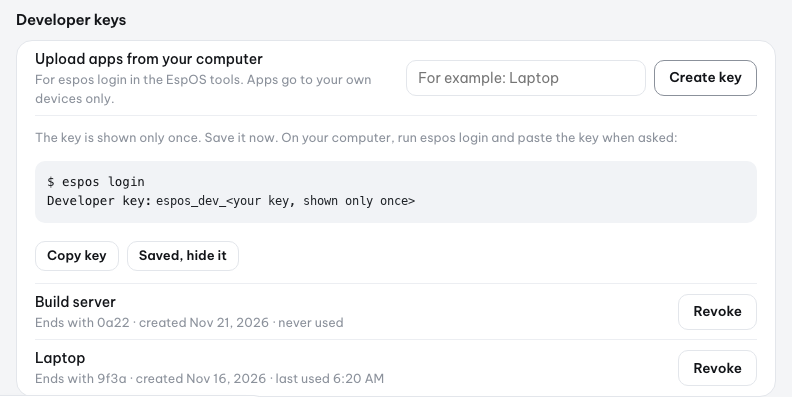 Developer keys
Upload apps from your computer
For espos login in the EspOS tools. Apps go to your own
devices only.
For example: Laptop
Create key
The key is shown only once. Save it now. On your computer, run espos login and paste the key when asked:
$ espos login
Developer key: espos_dev_<your key, shown only once>
Copy key
Saved, hide it
Build server
Ends with 0a22 · created Nov 21, 2026 · never used
Revoke
Laptop
Ends with 9f3a · created Nov 16, 2026 · last used 6:20 AM
Revoke